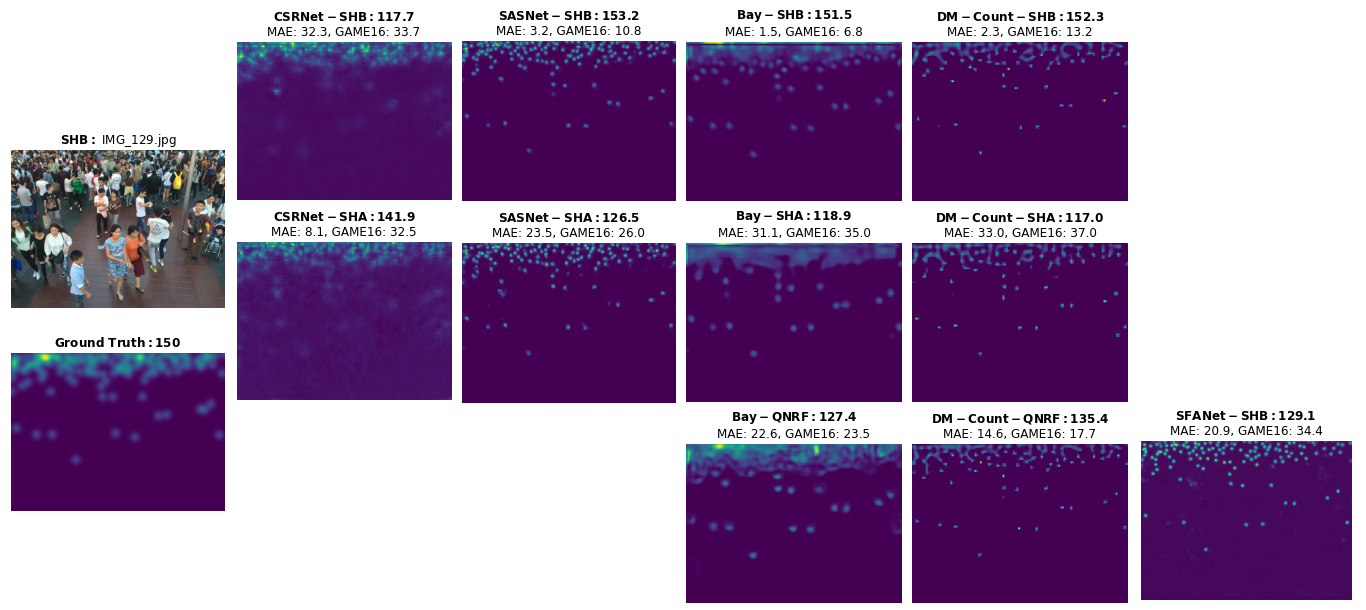 CSRNet−SHB: 117.7
MAE: 32.3, GAME16: 33.7
SASNet−SHB: 153.2
MAE: 3.2, GAME16: 10.8
Bay−SHB: 151.5
MAE: 1.5, GAME16: 6.8
DM−Count−SHB: 152.3
MAE: 2.3, GAME16: 13.2
SHB: IMG_129.jpg
CSRNet−SHA: 141.9
MAE: 8.1, GAME16: 32.5
SASNet−SHA: 126.5
MAE: 23.5, GAME16: 26.0
Bay−SHA: 118.9
MAE: 31.1, GAME16: 35.0
DM−Count−SHA: 117.0
MAE: 33.0, GAME16: 37.0
Ground Truth: 150
Bay−QNRF: 127.4
MAE: 22.6, GAME16: 23.5
DM−Count−QNRF: 135.4
MAE: 14.6, GAME16: 17.7
SFANet−SHB: 129.1
MAE: 20.9, GAME16: 34.4